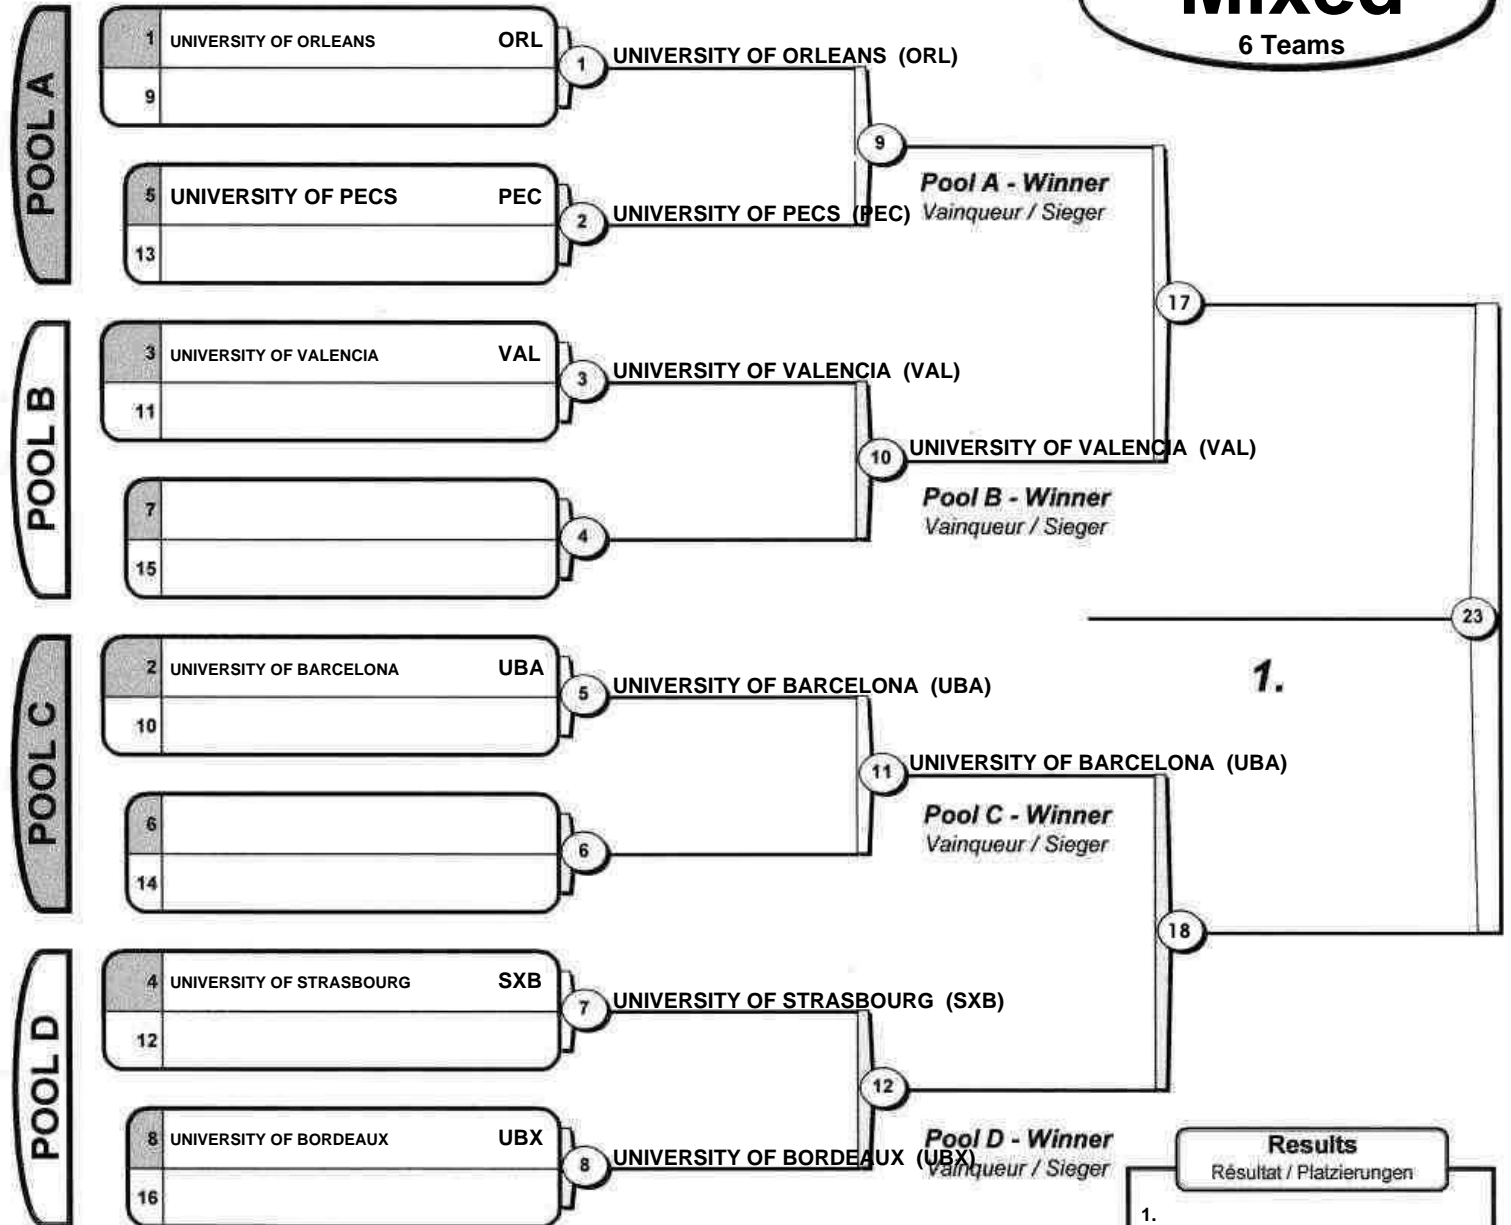 Mixed
6 Teams
POOL A
1 UNIVERSITY OF ORLEANS ORL
9
1 UNIVERSITY OF ORLEANS (ORL)
9
Pool A - Winner
Vainqueur / Sieger
5 UNIVERSITY OF PECS PEC
13
2 UNIVERSITY OF PECS (PEC)
17
POOL B
3 UNIVERSITY OF VALENCIA VAL
11
3 UNIVERSITY OF VALENCIA (VAL)
10 UNIVERSITY OF VALENCIA (VAL)
Pool B - Winner
Vainqueur / Sieger
7
15
4
23
1.
POOL C
2 UNIVERSITY OF BARCELONA UBA
10
5 UNIVERSITY OF BARCELONA (UBA)
11 UNIVERSITY OF BARCELONA (UBA)
Pool C - Winner
Vainqueur / Sieger
6
14
6
18
POOL D
4 UNIVERSITY OF STRASBOURG SXB
12
7 UNIVERSITY OF STRASBOURG (SXB)
12
Pool D - Winner
Vainqueur / Sieger
8 UNIVERSITY OF BORDEAUX UBX
16
8 UNIVERSITY OF BORDEAUX (UBX)
Results
Résultat / Platzierungen
1.